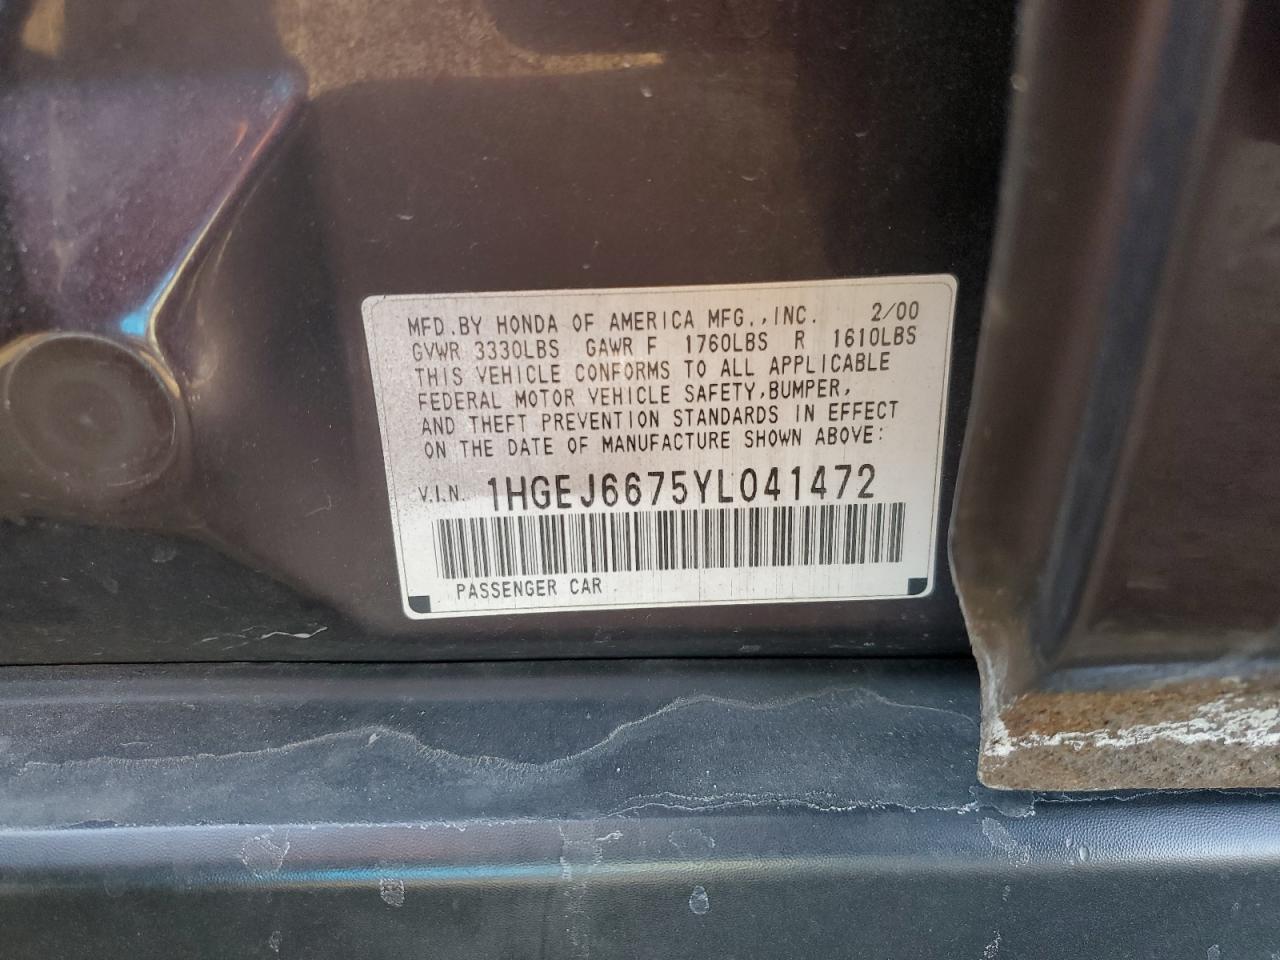 MFD.BY HONDA OF AMERICA MFG.,INC. 2/00
GVWR 3330LBS GAWR F 1760LBS R 1610LBS
THIS VEHICLE CONFORMS TO ALL APPLICABLE
FEDERAL MOTOR VEHICLE SAFETY,BUMPER,
AND THEFT PREVENTION STANDARDS IN EFFECT
ON THE DATE OF MANUFACTURE SHOWN ABOVE:
V.I.N. 1HGEJ6675YL041472
PASSENGER CAR